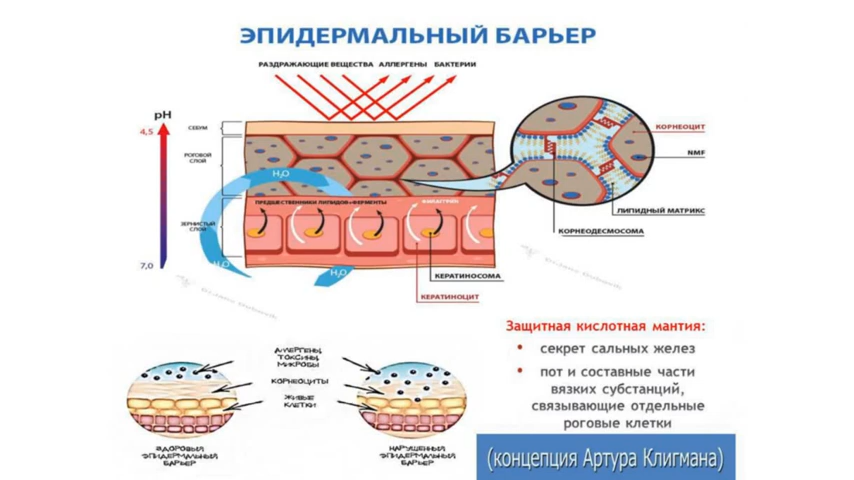 ЭПИДЕРМАЛЬНЫЙ БАРЬЕР
РАЗДРАЖАЮЩИЕ ВЕЩЕСТВА АЛЛЕРГЕНЫ БАКТЕРИИ
pH
4,5
СЕБУМ
РОГОВОЙ
СЛОЙ
ЗЕРНИСТЫЙ
СЛОЙ
7,0
H₂O
ПРЕДШЕСТВЕННИКИ ЛИПИДОВ+ФЕРМЕНТЫ
ФИЛАГГРИН
H₂O
H₂O
КОРНЕОЦИТ
NMF
ЛИПИДНЫЙ МАТРИКС
КОРНЕОДЕСМОСОМА
КЕРАТИНОСОМА
КЕРАТИНОЦИТ
АЛЛЕРГЕНЫ,
ТОКСИНЫ,
МИКРОБЫ
КОРНЕОЦИТЫ
ЖИВЫЕ
КЛЕТКИ
ЗДОРОВЫЙ
ЭПИДЕРМАЛЬНЫЙ
БАРЬЕР
НАРУШЕННЫЙ
ЭПИДЕРМАЛЬНЫЙ
БАРЬЕР
Защитная кислотная мантия:
• секрет сальных желез
• пот и составные части
вязких субстанций,
связывающие отдельные
роговые клетки
(концепция Артура Клигмана)